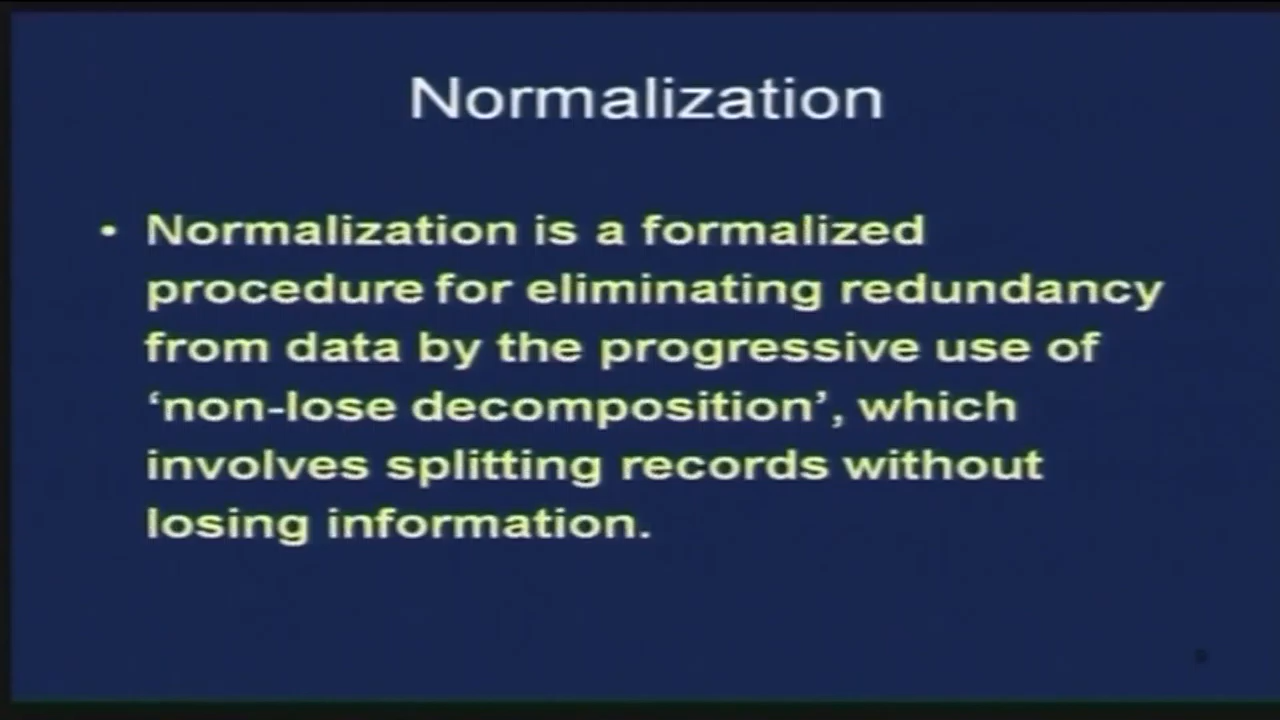 Normalization
• Normalization is a formalized
procedure for eliminating redundancy
from data by the progressive use of
‘non-lose decomposition’, which
involves splitting records without
losing information.